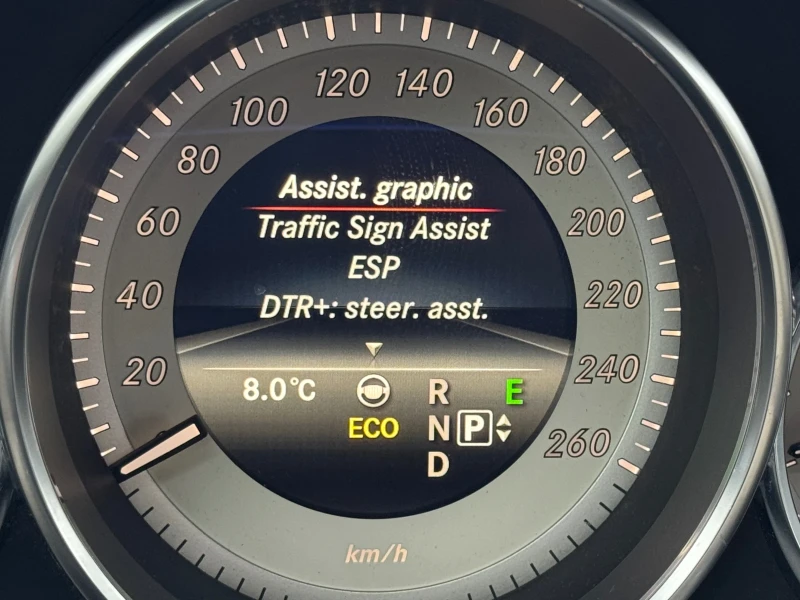 120 140
100 160
80 180
60 200
40 220
20 240
260
Assist. graphic
Traffic Sign Assist
ESP
DTR+: steer. asst.
8.0°C R E
ECO N P
D
km/h